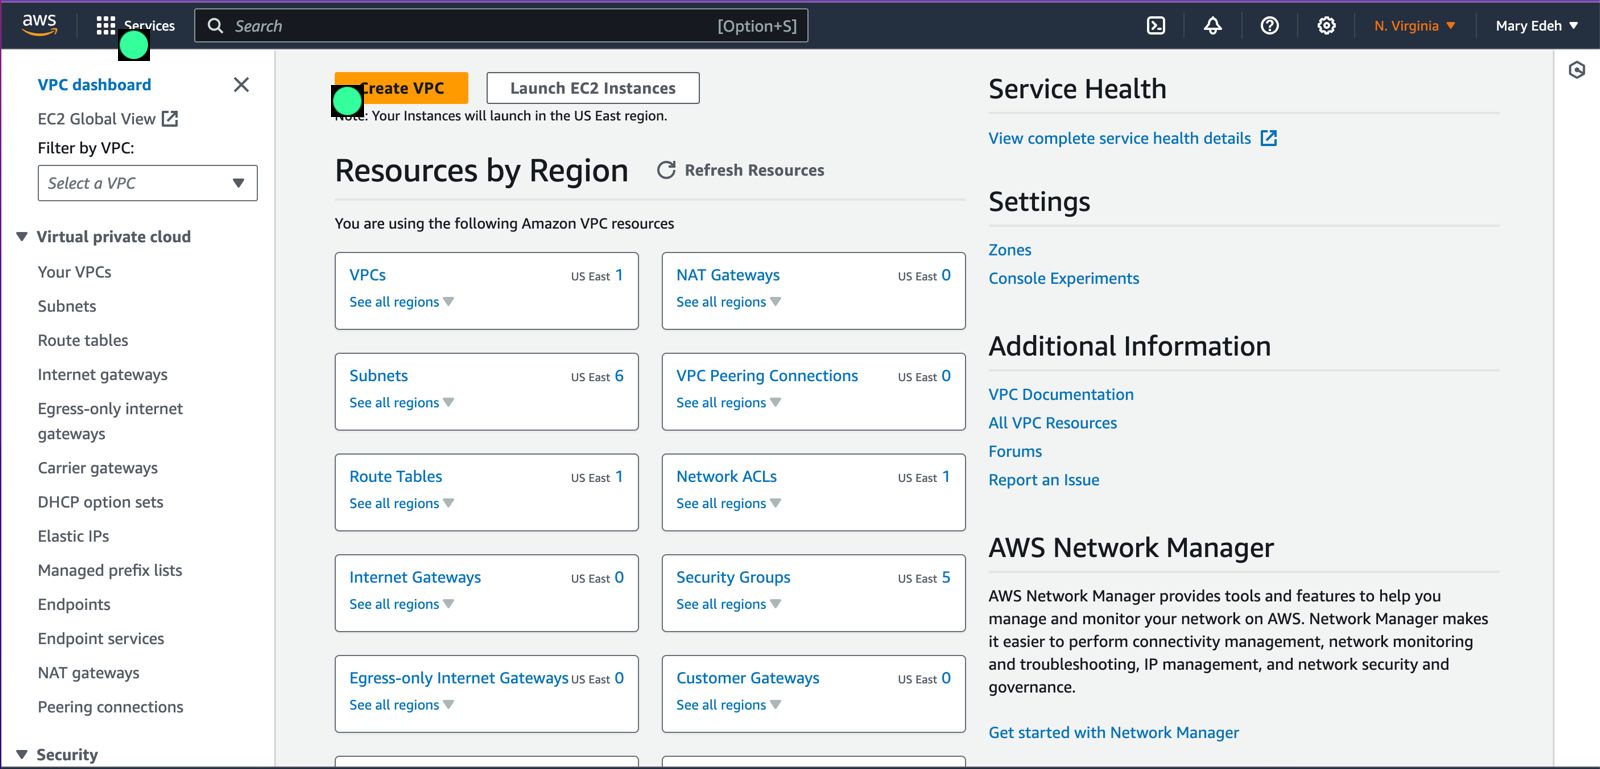 aws
Services
Search
[Option+S]
N. Virginia
Mary Edeh
VPC dashboard
EC2 Global View
Filter by VPC:
Select a VPC
Virtual private cloud
Your VPCs
Subnets
Route tables
Internet gateways
Egress-only internet
gateways
Carrier gateways
DHCP option sets
Elastic IPs
Managed prefix lists
Endpoints
Endpoint services
NAT gateways
Peering connections
Security
Create VPC
Launch EC2 Instances
Note: Your Instances will launch in the US East region.
Resources by Region
Refresh Resources
You are using the following Amazon VPC resources
VPCs US East 1
See all regions
NAT Gateways US East 0
See all regions
Subnets US East 6
See all regions
VPC Peering Connections US East 0
See all regions
Route Tables US East 1
See all regions
Network ACLs US East 1
See all regions
Internet Gateways US East 0
See all regions
Security Groups US East 5
See all regions
Egress-only Internet Gateways US East 0
See all regions
Customer Gateways US East 0
See all regions
Service Health
View complete service health details
Settings
Zones
Console Experiments
Additional Information
VPC Documentation
All VPC Resources
Forums
Report an Issue
AWS Network Manager
AWS Network Manager provides tools and features to help you
manage and monitor your network on AWS. Network Manager makes
it easier to perform connectivity management, network monitoring
and troubleshooting, IP management, and network security and
governance.
Get started with Network Manager